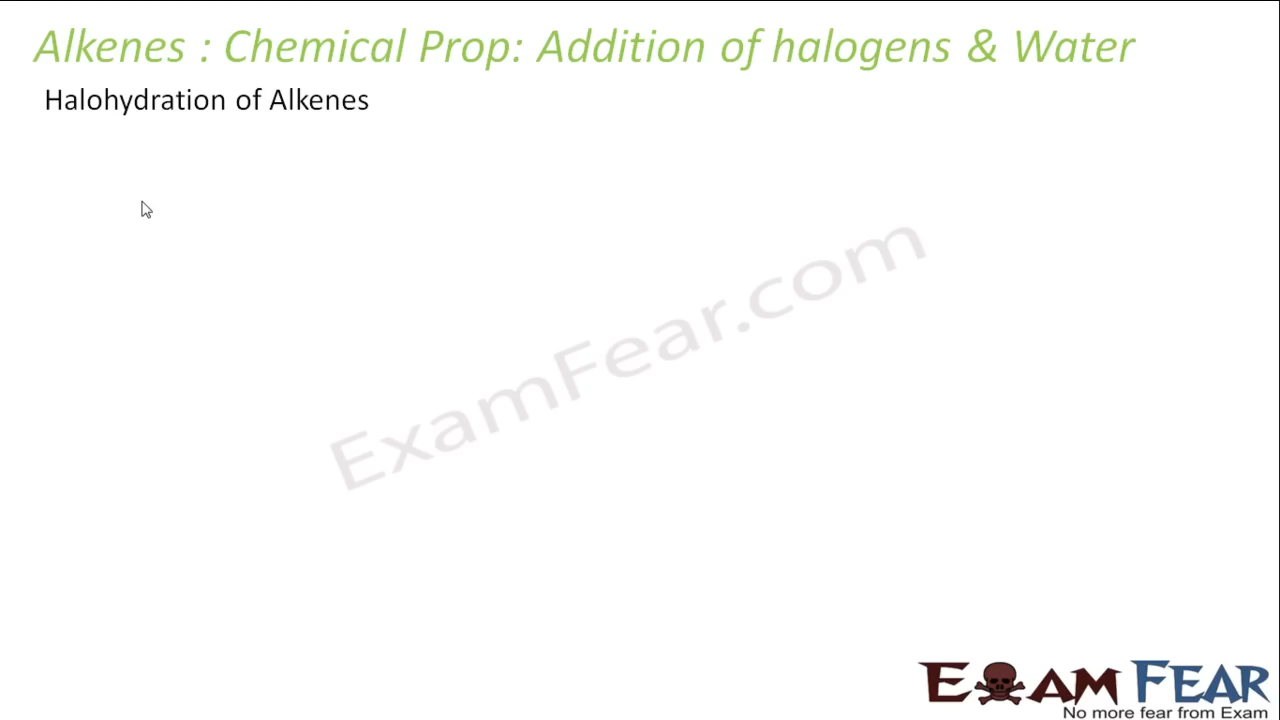 Alkenes : Chemical Prop: Addition of halogens & Water
Halohydration of Alkenes
ExamFear.com
EXAM FEAR
No more fear from Exam